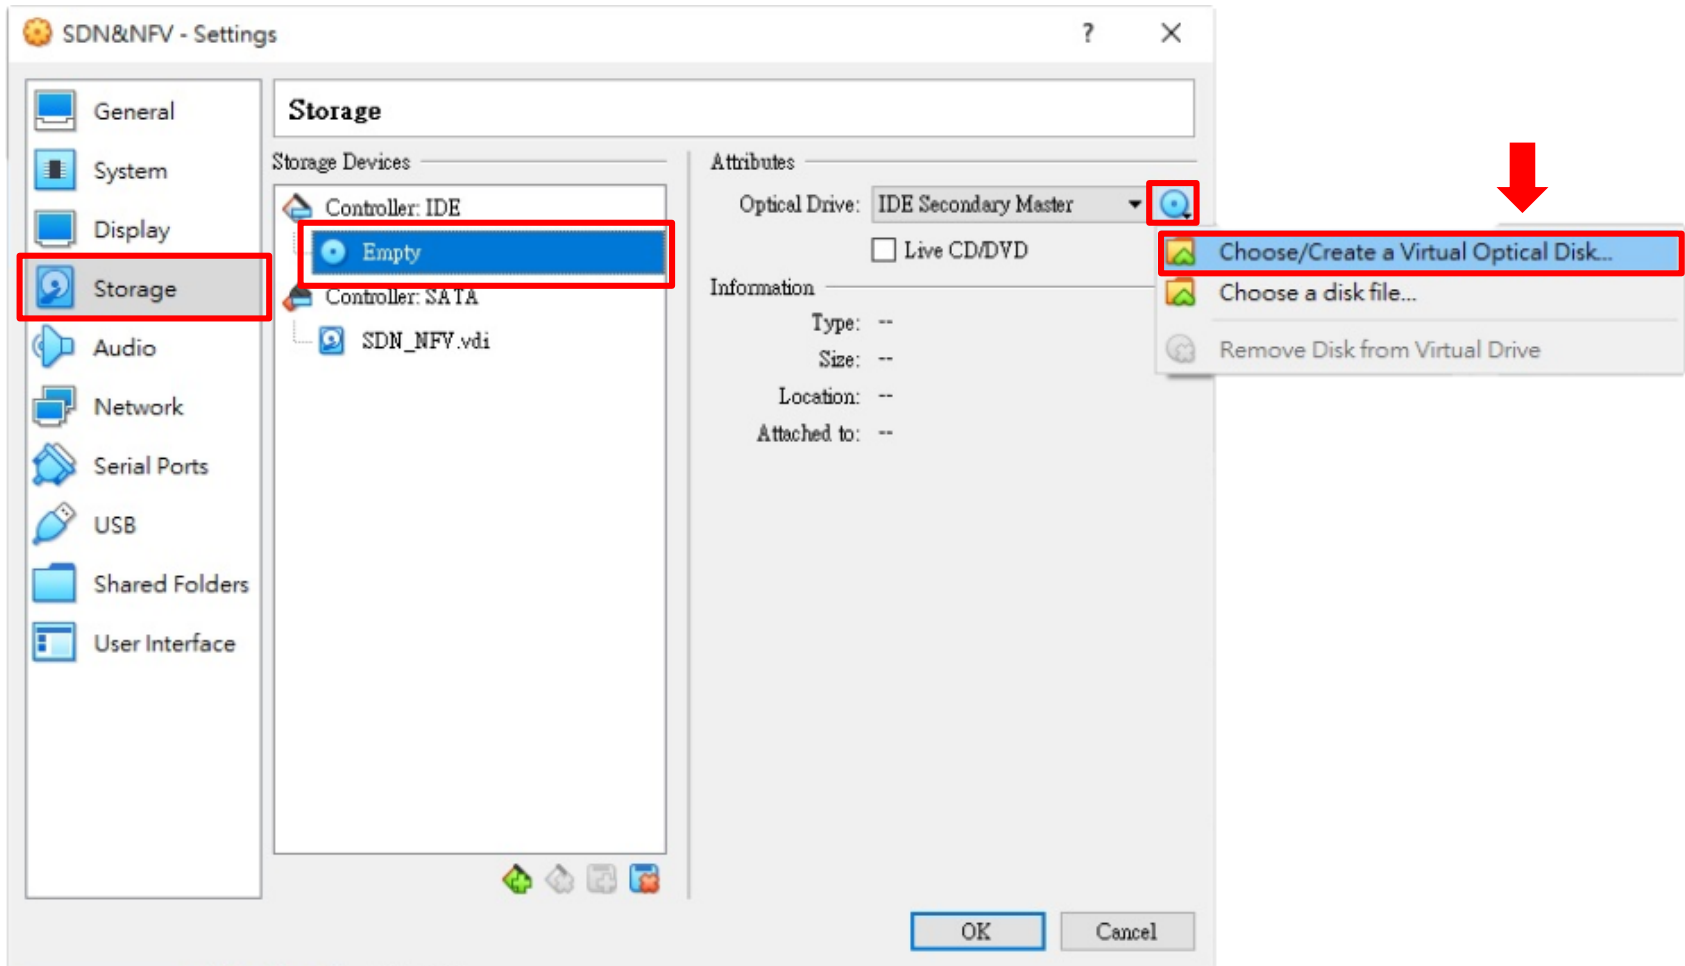 SDN&NFV - Settings
?
General
System
Display
Storage
Audio
Network
Serial Ports
USB
Shared Folders
User Interface
Storage
Storage Devices
Controller: IDE
Empty
Controller: SATA
SDN_NFV.vdi
Attributes
Optical Drive: IDE Secondary Master
Live CD/DVD
Information
Type: --
Size: --
Location: --
Attached to: --
Choose/Create a Virtual Optical Disk...
Choose a disk file...
Remove Disk from Virtual Drive
OK
Cancel